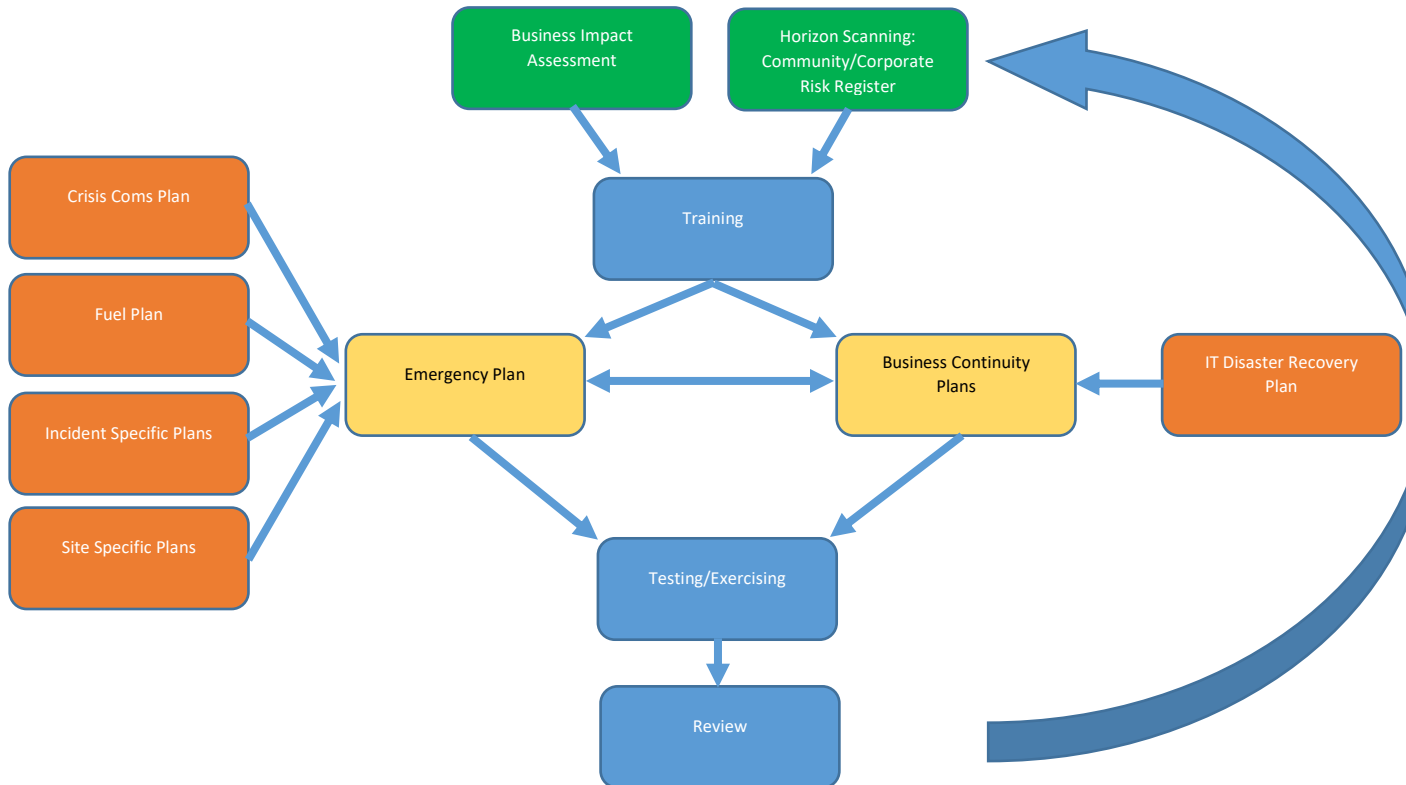 Business Impact
Assessment
Horizon Scanning:
Community/Corporate
Risk Register
Crisis Coms Plan
Training
Fuel Plan
Emergency Plan
Business Continuity
Plans
IT Disaster Recovery
Plan
Incident Specific Plans
Site Specific Plans
Testing/Exercising
Review